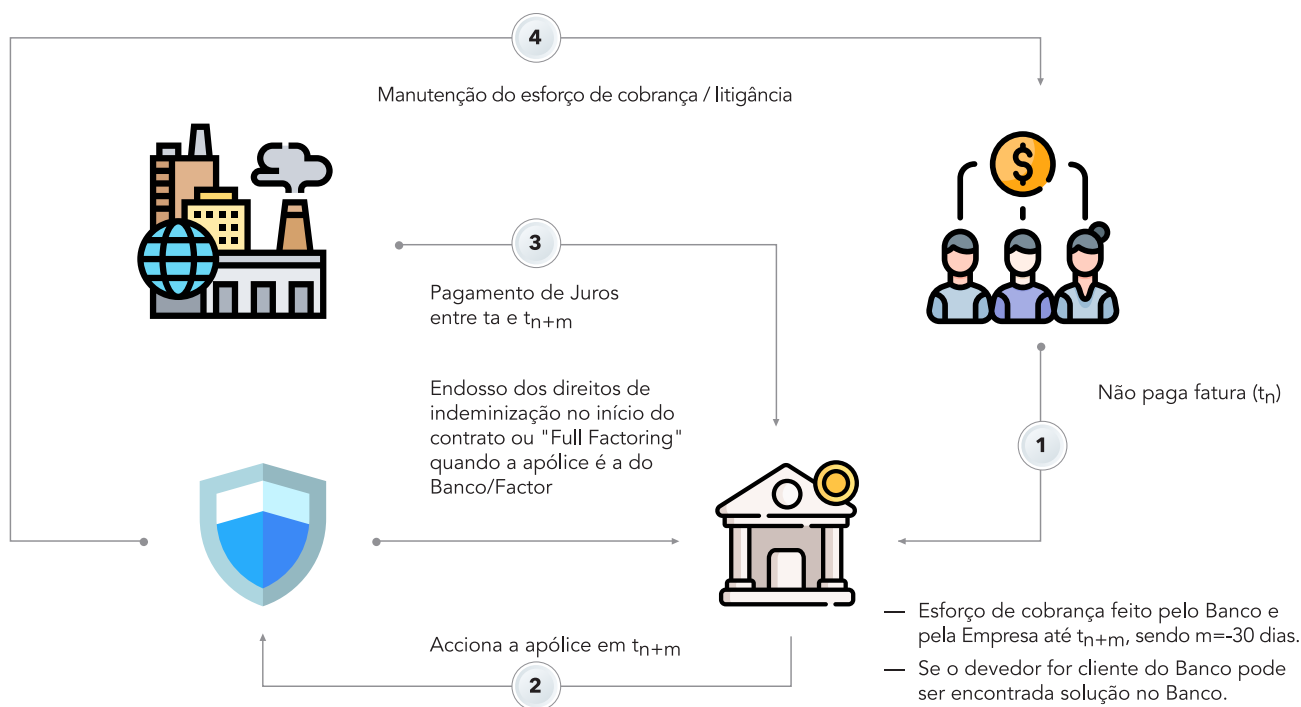 4
Manutenção do esforço de cobrança / litigância
$
3
Pagamento de Juros
entre ta e tn+m
Endosso dos direitos de
indeminização no início do
contrato ou "Full Factoring"
quando a apólice é a do
Banco/Factor
Não paga fatura (tn)
1
— Esforço de cobrança feito pelo Banco e
pela Empresa até tn+m, sendo m=-30 dias.
— Se o devedor for cliente do Banco pode
ser encontrada solução no Banco.
Acciona a apólice em tn+m
2